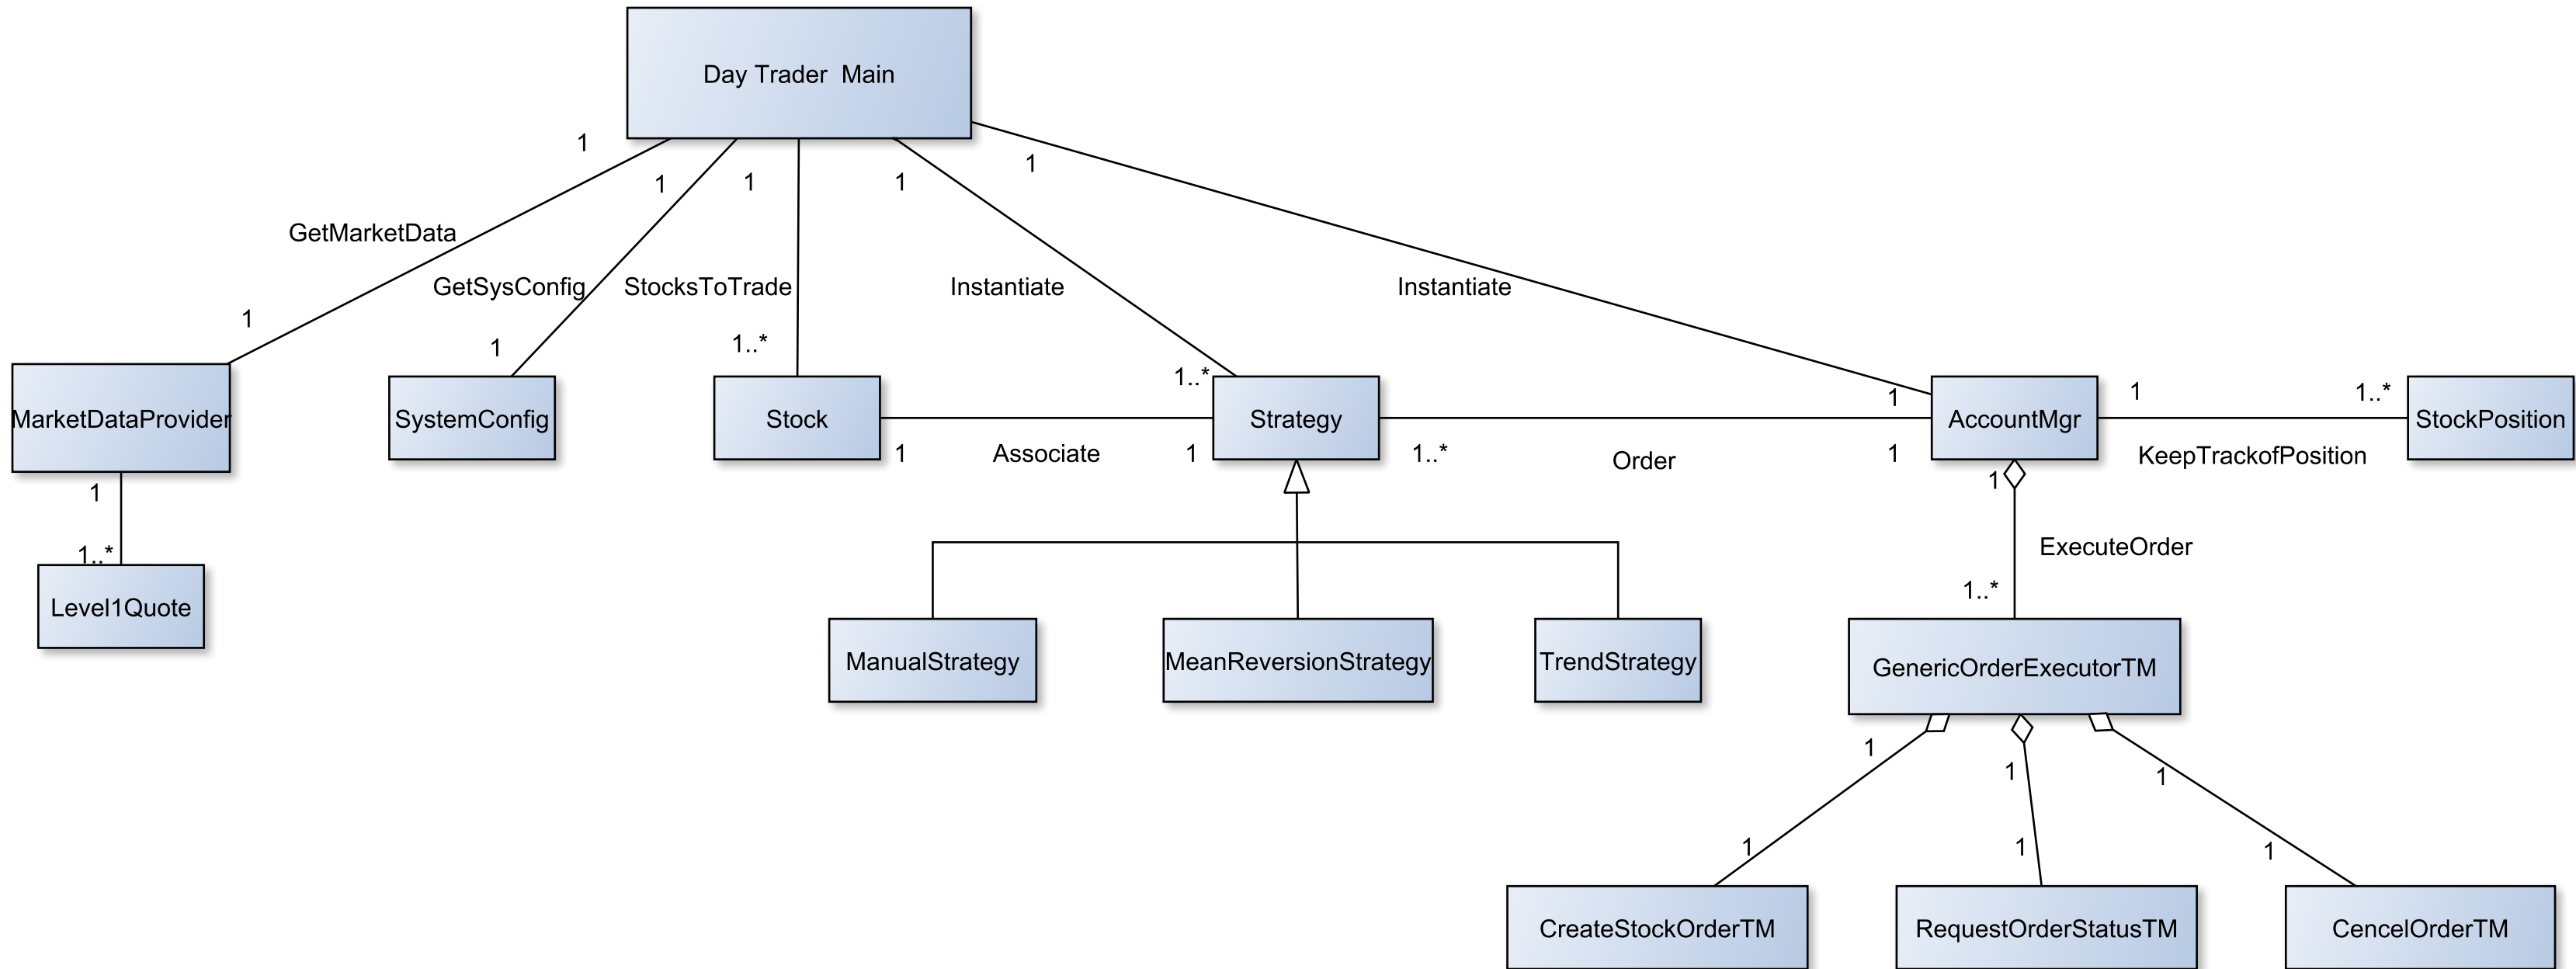 Day Trader  Main
1
1
1
1
1
GetMarketData
GetSysConfig
StocksToTrade
Instantiate
Instantiate
1
1
1..*
1..*
1
1
1..*
MarketDataProvider
SystemConfig
Stock
Strategy
AccountMgr
StockPosition
1
Associate
1
1..*
Order
1
KeepTrackofPosition
1
1
1..*
ExecuteOrder
1..*
Level1Quote
ManualStrategy
MeanReversionStrategy
TrendStrategy
GenericOrderExecutorTM
1
1
1
1
1
1
CreateStockOrderTM
RequestOrderStatusTM
CencelOrderTM